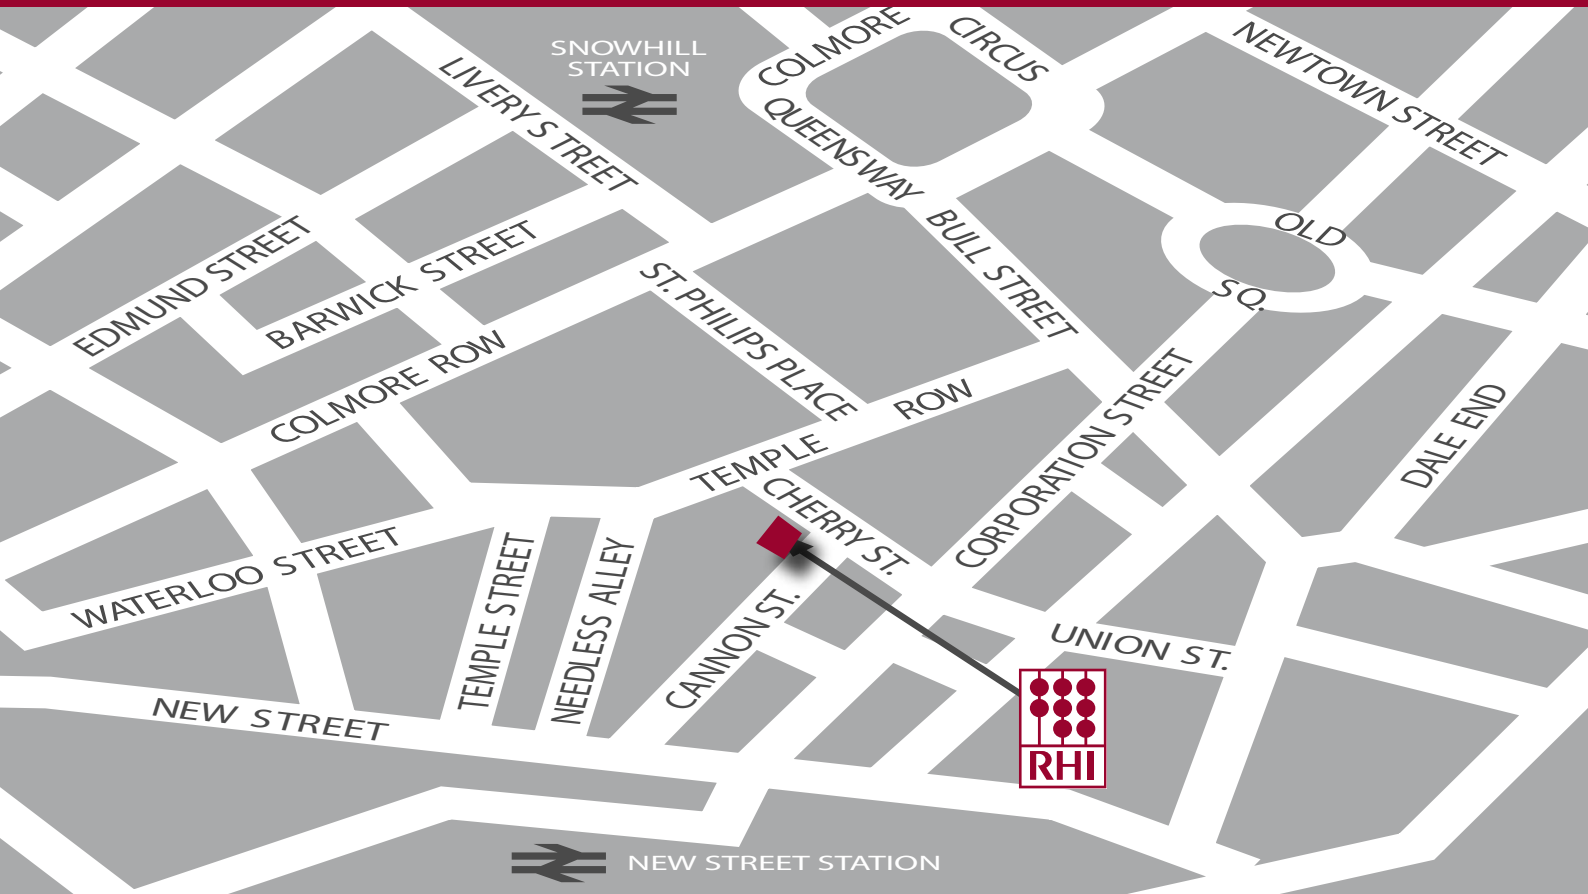 SNOWHILL
STATION
COLMORE
CIRCUS
QUEENSWAY
NEWTOWN STREET
LIVERY S TREET
EDMUND STREET
BARWICK STREET
COLMORE ROW
ST. PHILIPS PLACE
BULL STREET
OLD
SQ.
TEMPLE ROW
CHERRY ST.
CORPORATION STREET
DALE END
WATERLOO STREET
TEMPLE STREET
NEEDLESS ALLEY
CANNON ST.
UNION ST.
NEW STREET
RHI
NEW STREET STATION